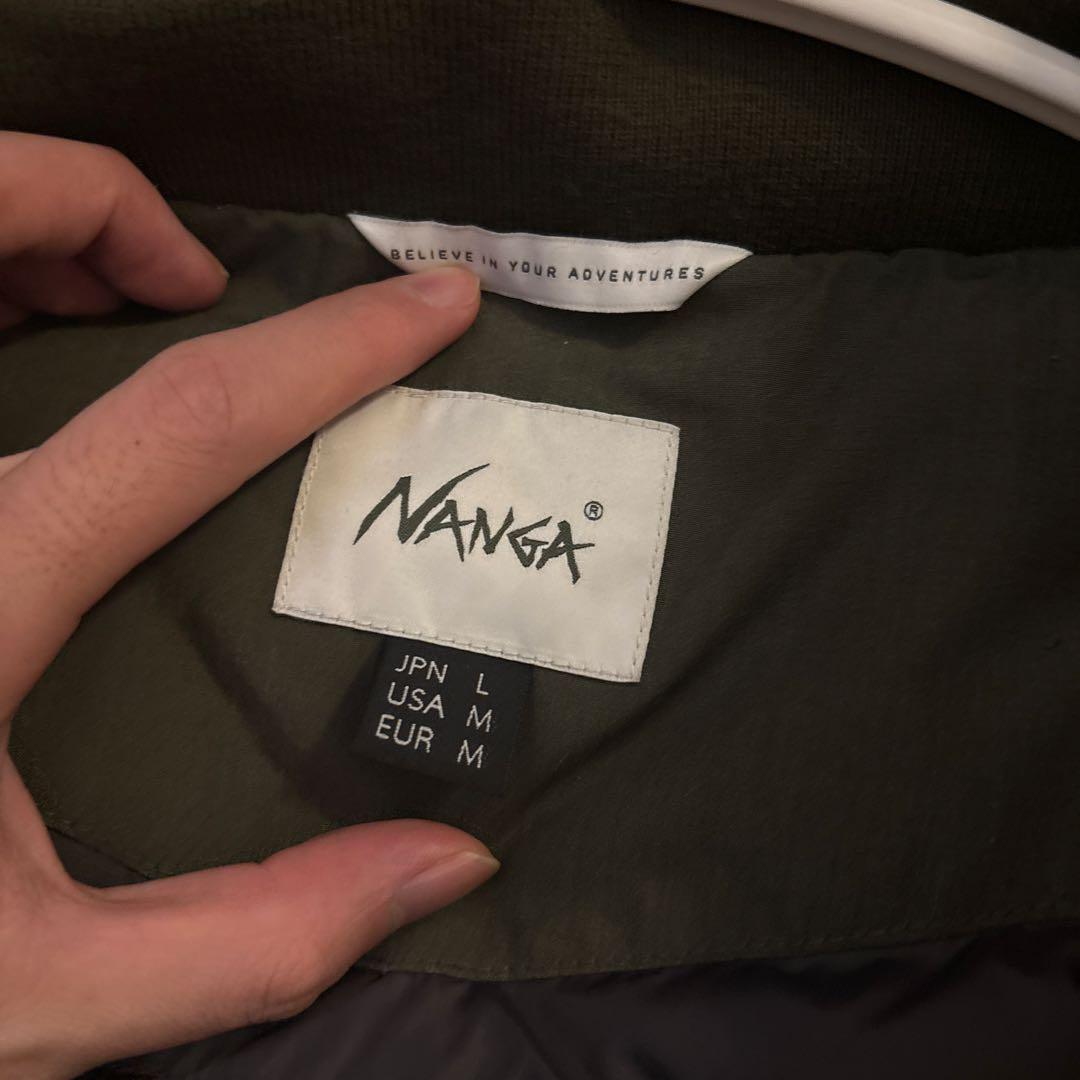 BELIEVE IN YOUR ADVENTURES
NANGA®
JPN L
USA M
EUR M